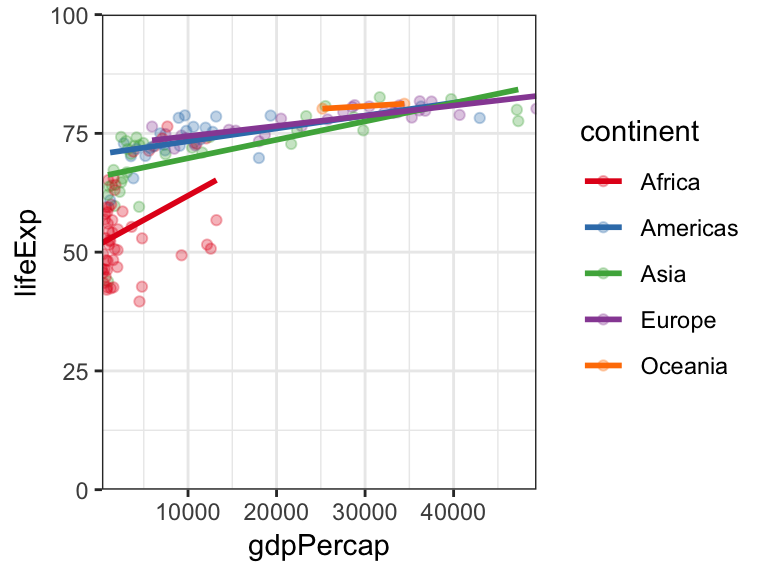 100
75
50
25
0
lifeExp
10000 20000 30000 40000
gdpPercap
continent
Africa
Americas
Asia
Europe
Oceania